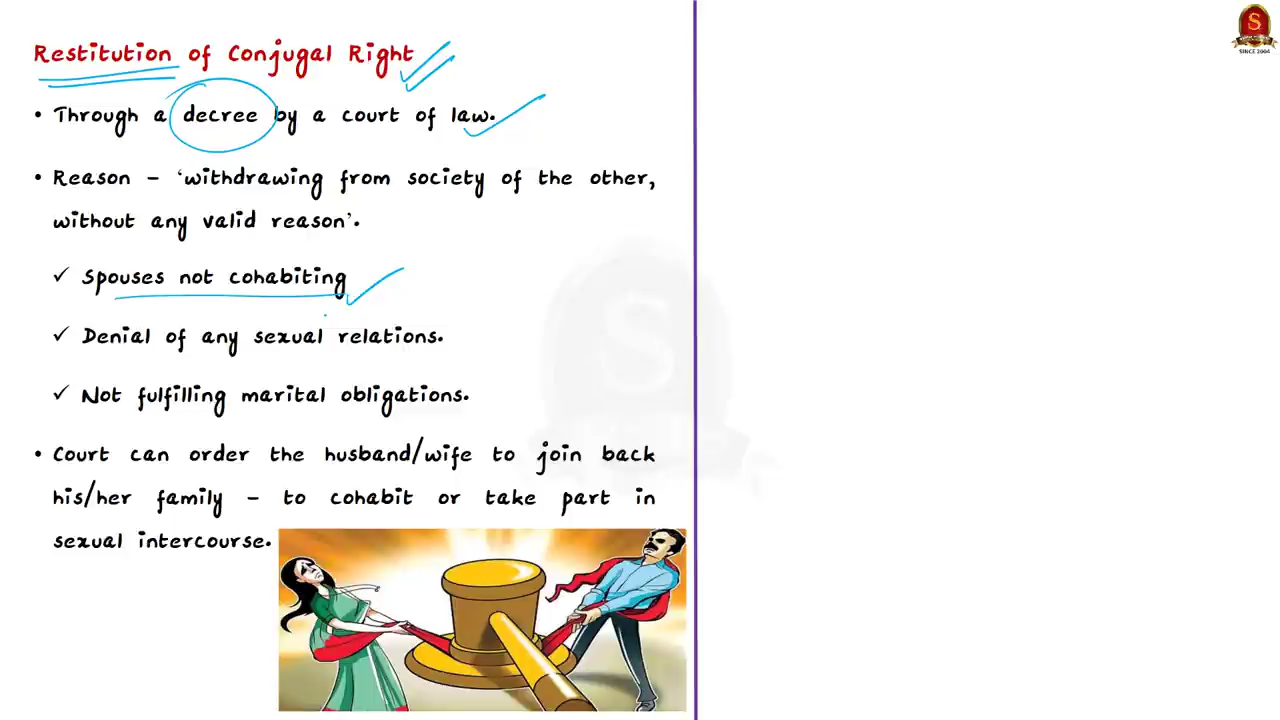 Restitution of Conjugal Right
• Through a decree by a court of law.
• Reason – 'withdrawing from society of the other,
without any valid reason'.
✓ Spouses not cohabiting
✓ Denial of any sexual relations.
✓ Not fulfilling marital obligations.
• Court can order the husband/wife to join back
his/her family – to cohabit or take part in
sexual intercourse.
S
SINCE 2004